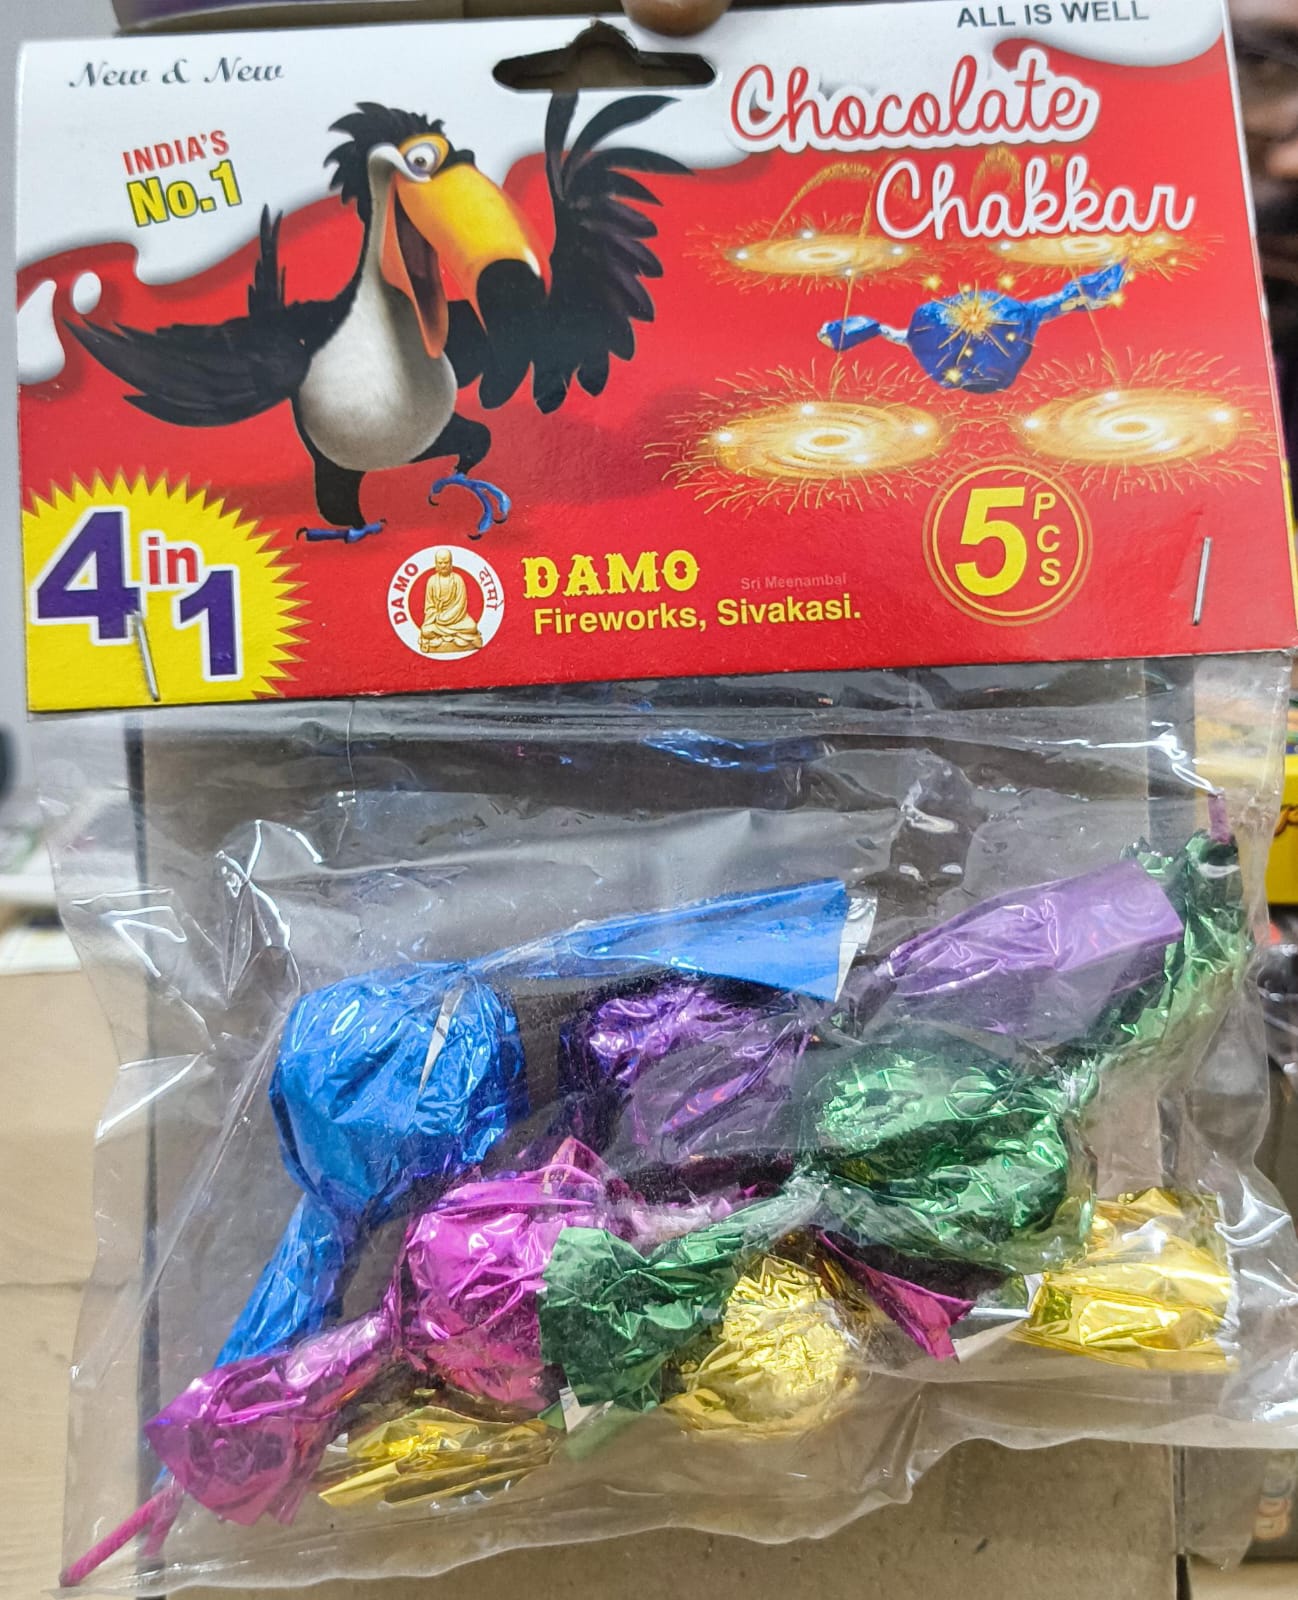 ALL IS WELL
New & New
Chocolate
Chakkar
INDIA'S
No.1
4 in 1
DAMO
दामो
DAMO
Sri Meenambal
Fireworks, Sivakasi.
5 PCS